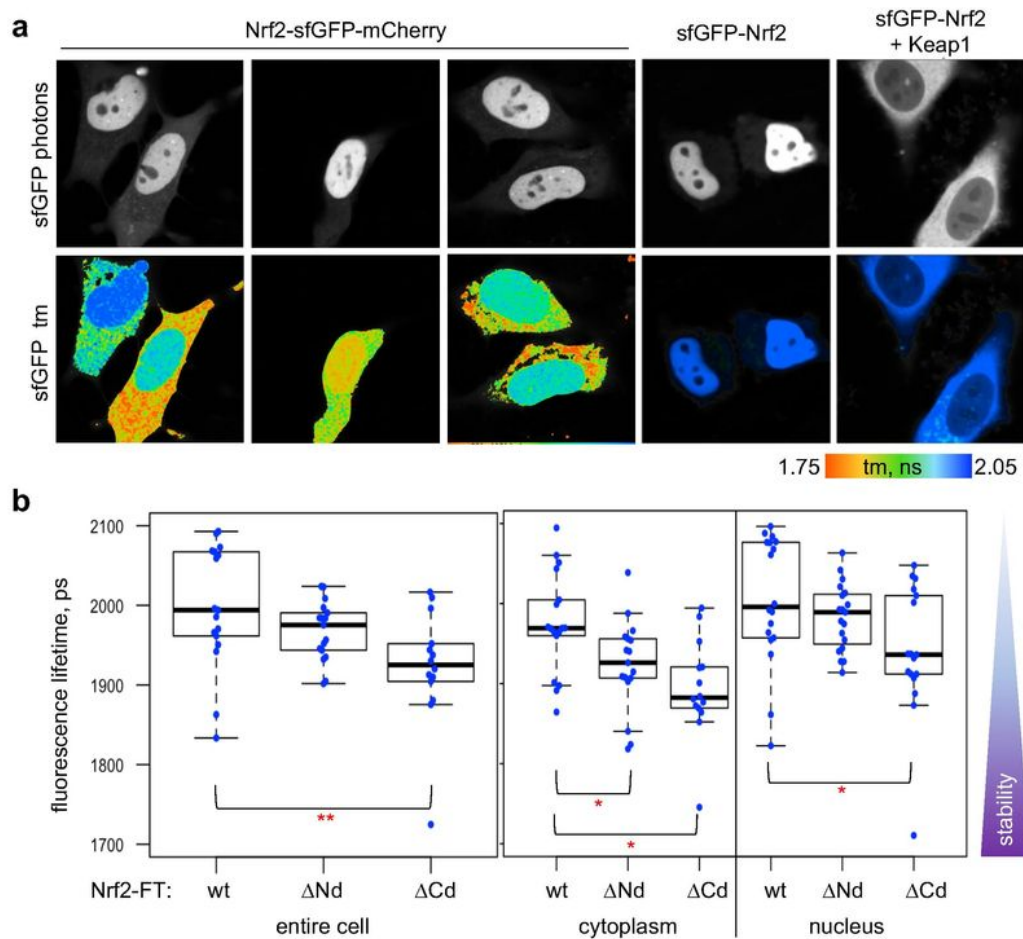 a
Nrf2-sfGFP-mCherry
sfGFP-Nrf2
sfGFP-Nrf2
+ Keap1
sfGFP photons
sfGFP tm
1.75 tm, ns 2.05
b
fluorescence lifetime, ps
2100
2000
1900
1800
1700
**
*
*
*
stability
Nrf2-FT: wt ΔNd ΔCd wt ΔNd ΔCd wt ΔNd ΔCd
entire cell cytoplasm nucleus